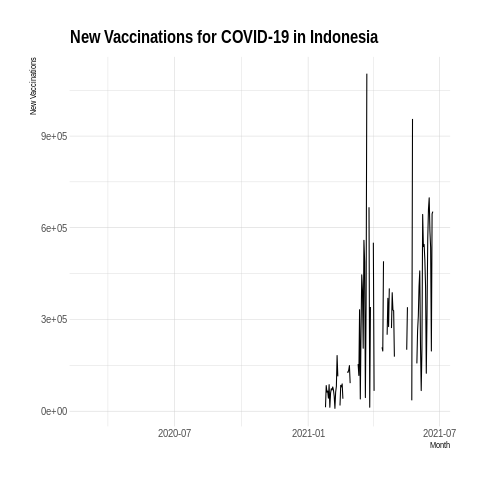 New Vaccinations for COVID-19 in Indonesia
New Vaccinations
9e+05
6e+05
3e+05
0e+00
2020-07
2021-01
2021-07
Month